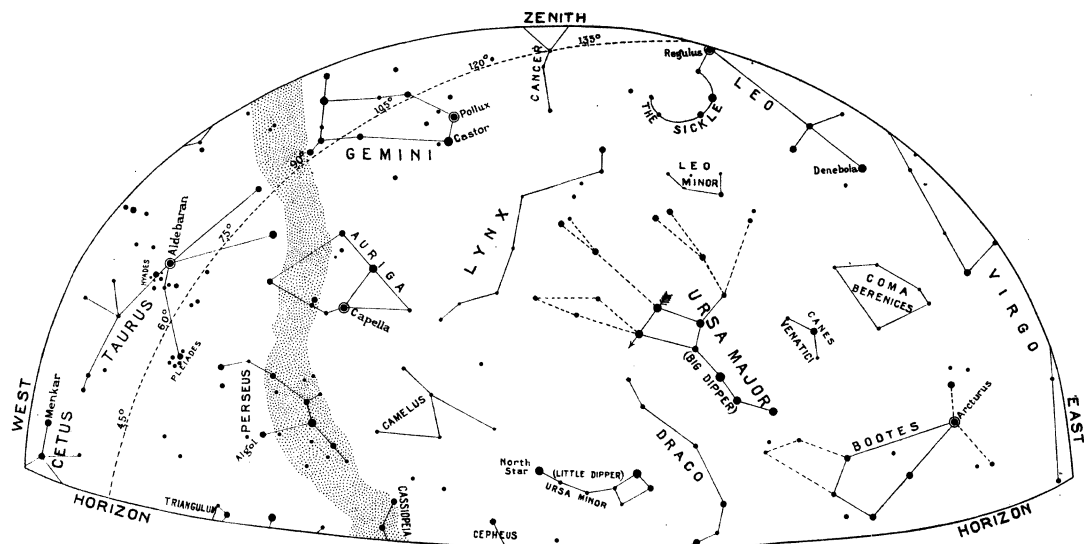 ZENITH
135°
120°
105°
90°
75°
60°
45°
CANCER
Regulus
THE SICKLE
LEO
Pollux
Castor
GEMINI
LEO
MINOR
Denebola
Aldebaran
HYADES
TAURUS
PLEIADES
AURIGA
Capella
LYNX
URSA MAJOR
(BIG DIPPER)
COMA
BERENICES
CANES
VENATICI
VIRGO
WEST
Menkar
CETUS
PERSEUS
Algol
CAMELUS
DRACO
BOOTES
Arcturus
EAST
North
Star
(LITTLE DIPPER)
URSA MINOR
TRIANGULUM
CASSIOPEIA
CEPHEUS
HORIZON
HORIZON